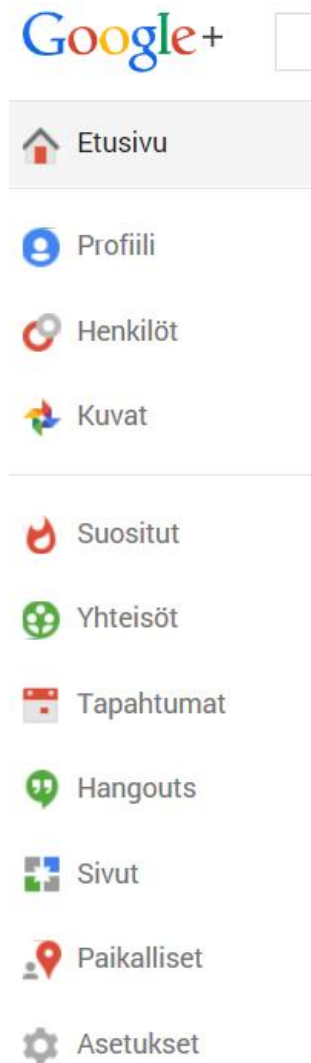 Google+
Etusivu
Profiili
Henkilöt
Kuvat
Suositut
Yhteisöt
Tapahtumat
Hangouts
Sivut
Paikalliset
Asetukset